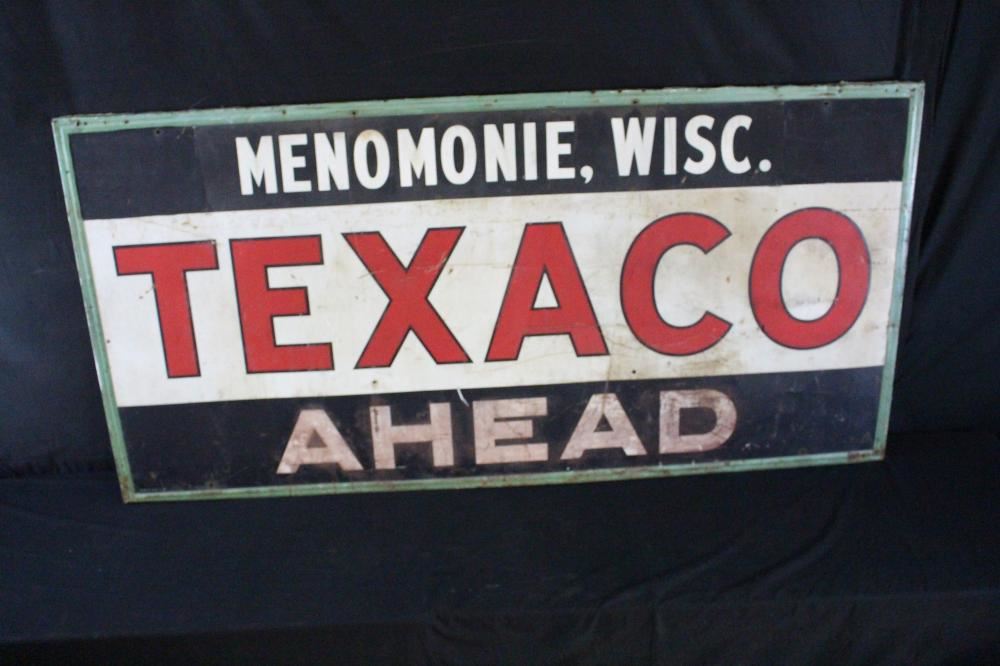 MENOMONIE, WISC.
TEXACO
AHEAD